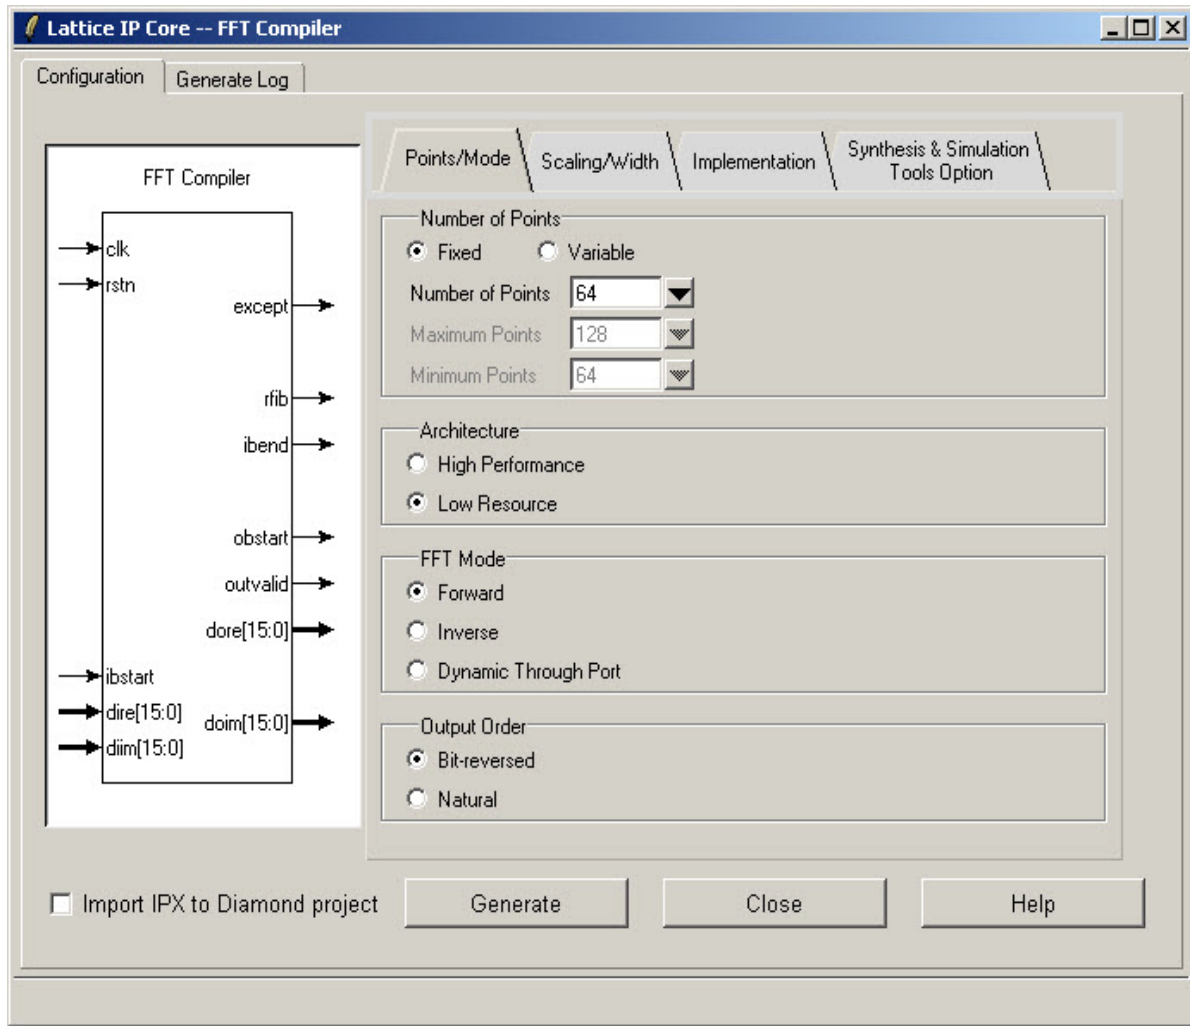 Lattice IP Core -- FFT Compiler
Configuration
Generate Log
FFT Compiler
clk
rstn
except
rfib
ibend
obstart
outvalid
dore[15:0]
ibstart
dire[15:0]
doim[15:0]
diim[15:0]
Points/Mode
Scaling/Width
Implementation
Synthesis & Simulation
Tools Option
Number of Points
Fixed
Variable
Number of Points 64
Maximum Points 128
Minimum Points 64
Architecture
High Performance
Low Resource
FFT Mode
Forward
Inverse
Dynamic Through Port
Output Order
Bit-reversed
Natural
Import IPX to Diamond project
Generate
Close
Help